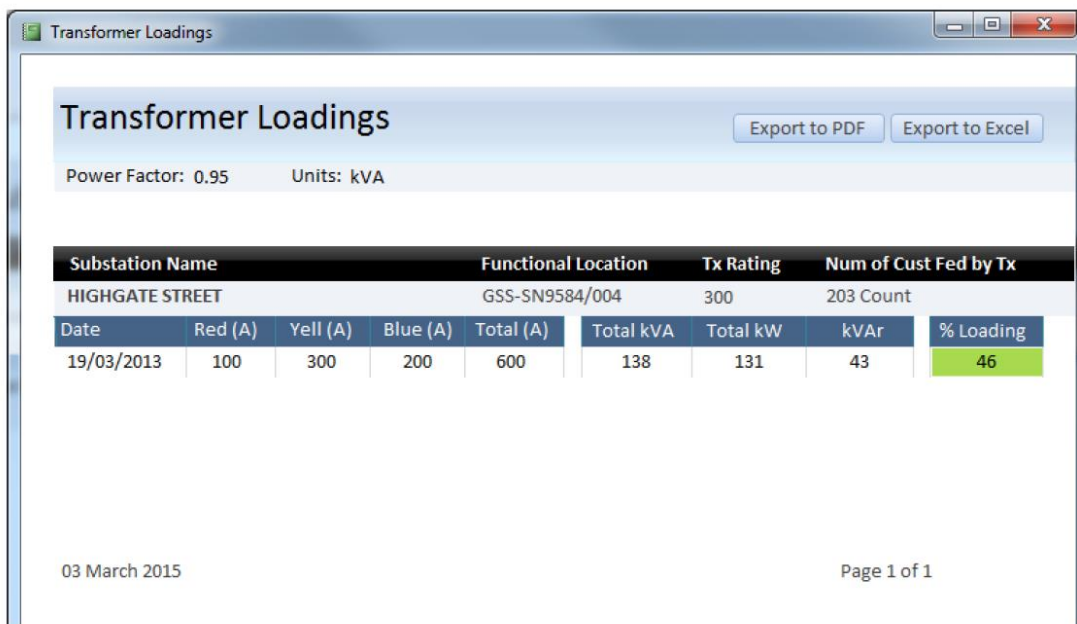 Transformer Loadings
Transformer Loadings
Export to PDF Export to Excel
Power Factor: 0.95 Units: kVA
Substation Name Functional Location Tx Rating Num of Cust Fed by Tx
HIGHGATE STREET GSS-SN9584/004 300 203 Count
Date Red (A) Yell (A) Blue (A) Total (A) Total kVA Total kW kVAr % Loading
19/03/2013 100 300 200 600 138 131 43 46
03 March 2015 Page 1 of 1